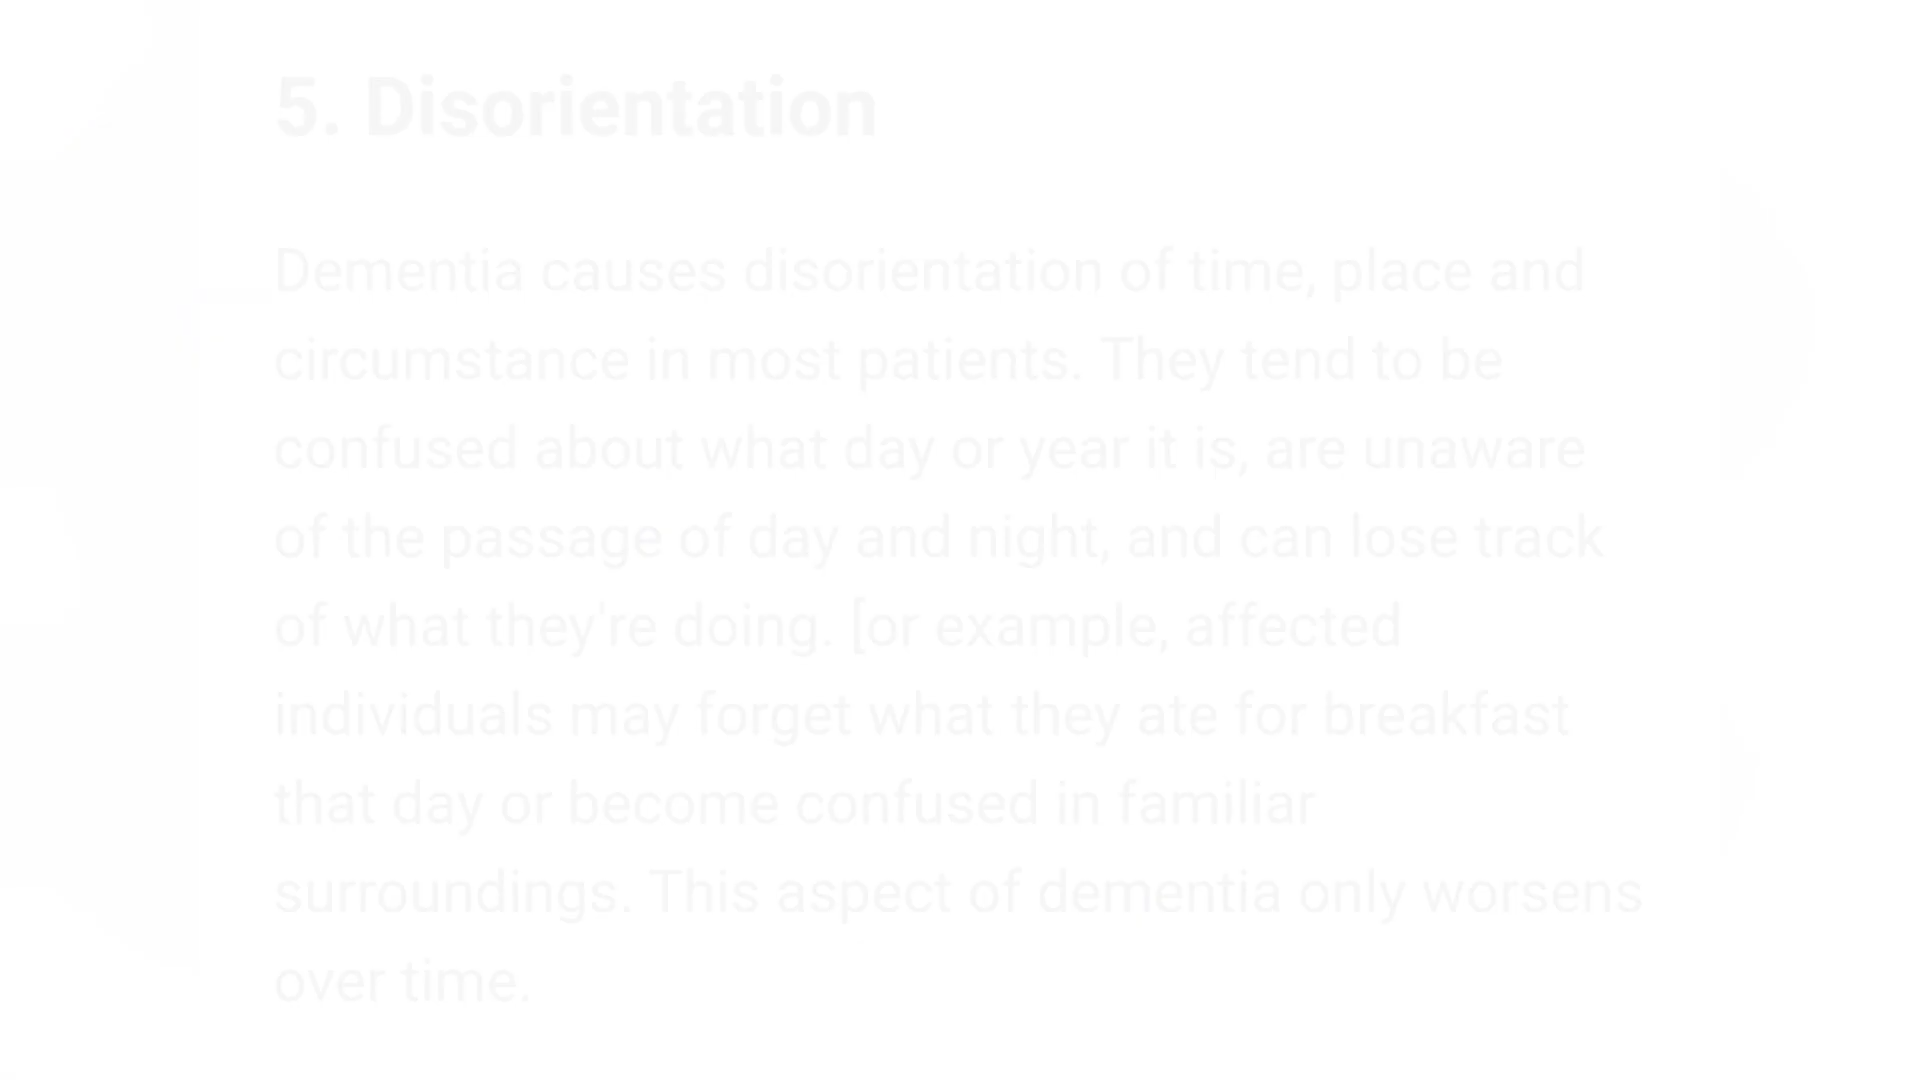 5. Disorientation
Dementia causes disorientation of time, place and
circumstance in most patients. They tend to be
confused about what day or year it is, are unaware
of the passage of day and night, and can lose track
of what they're doing. [or example, affected
individuals may forget what they ate for breakfast
that day or become confused in familiar
surroundings. This aspect of dementia only worsens
over time.